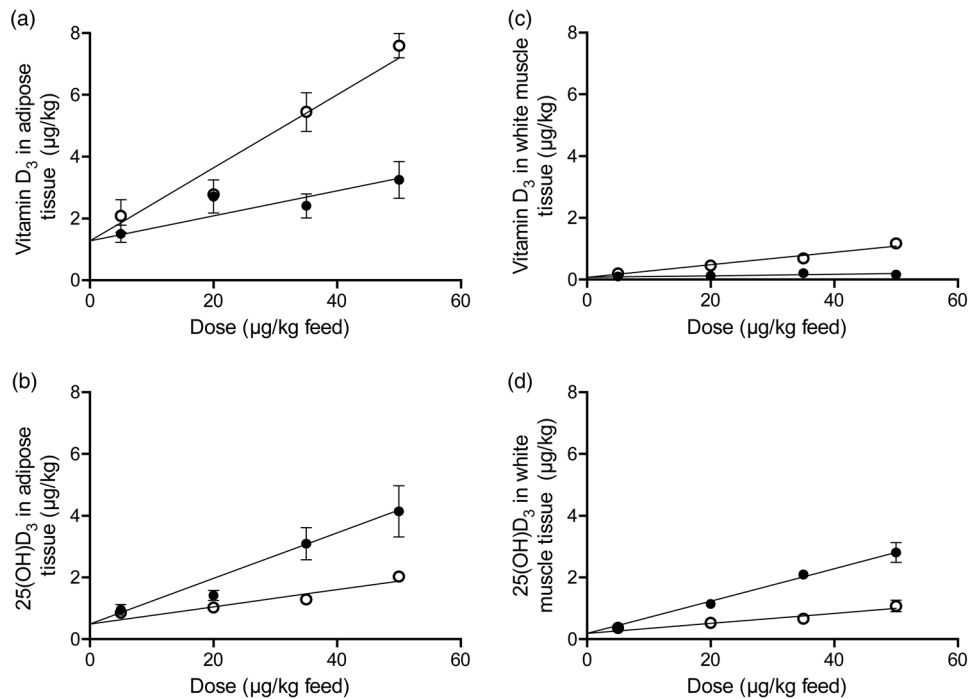 (a)
Vitamin D3 in adipose
tissue (µg/kg)
8
6
4
2
0
0 20 40 60
Dose (µg/kg feed)
(c)
Vitamin D3 in white muscle
tissue (µg/kg)
8
6
4
2
0
0 20 40 60
Dose (µg/kg feed)
(b)
25(OH)D3 in adipose
tissue (µg/kg)
8
6
4
2
0
0 20 40 60
Dose (µg/kg feed)
(d)
25(OH)D3 in white
muscle tissue (µg/kg)
8
6
4
2
0
0 20 40 60
Dose (µg/kg feed)